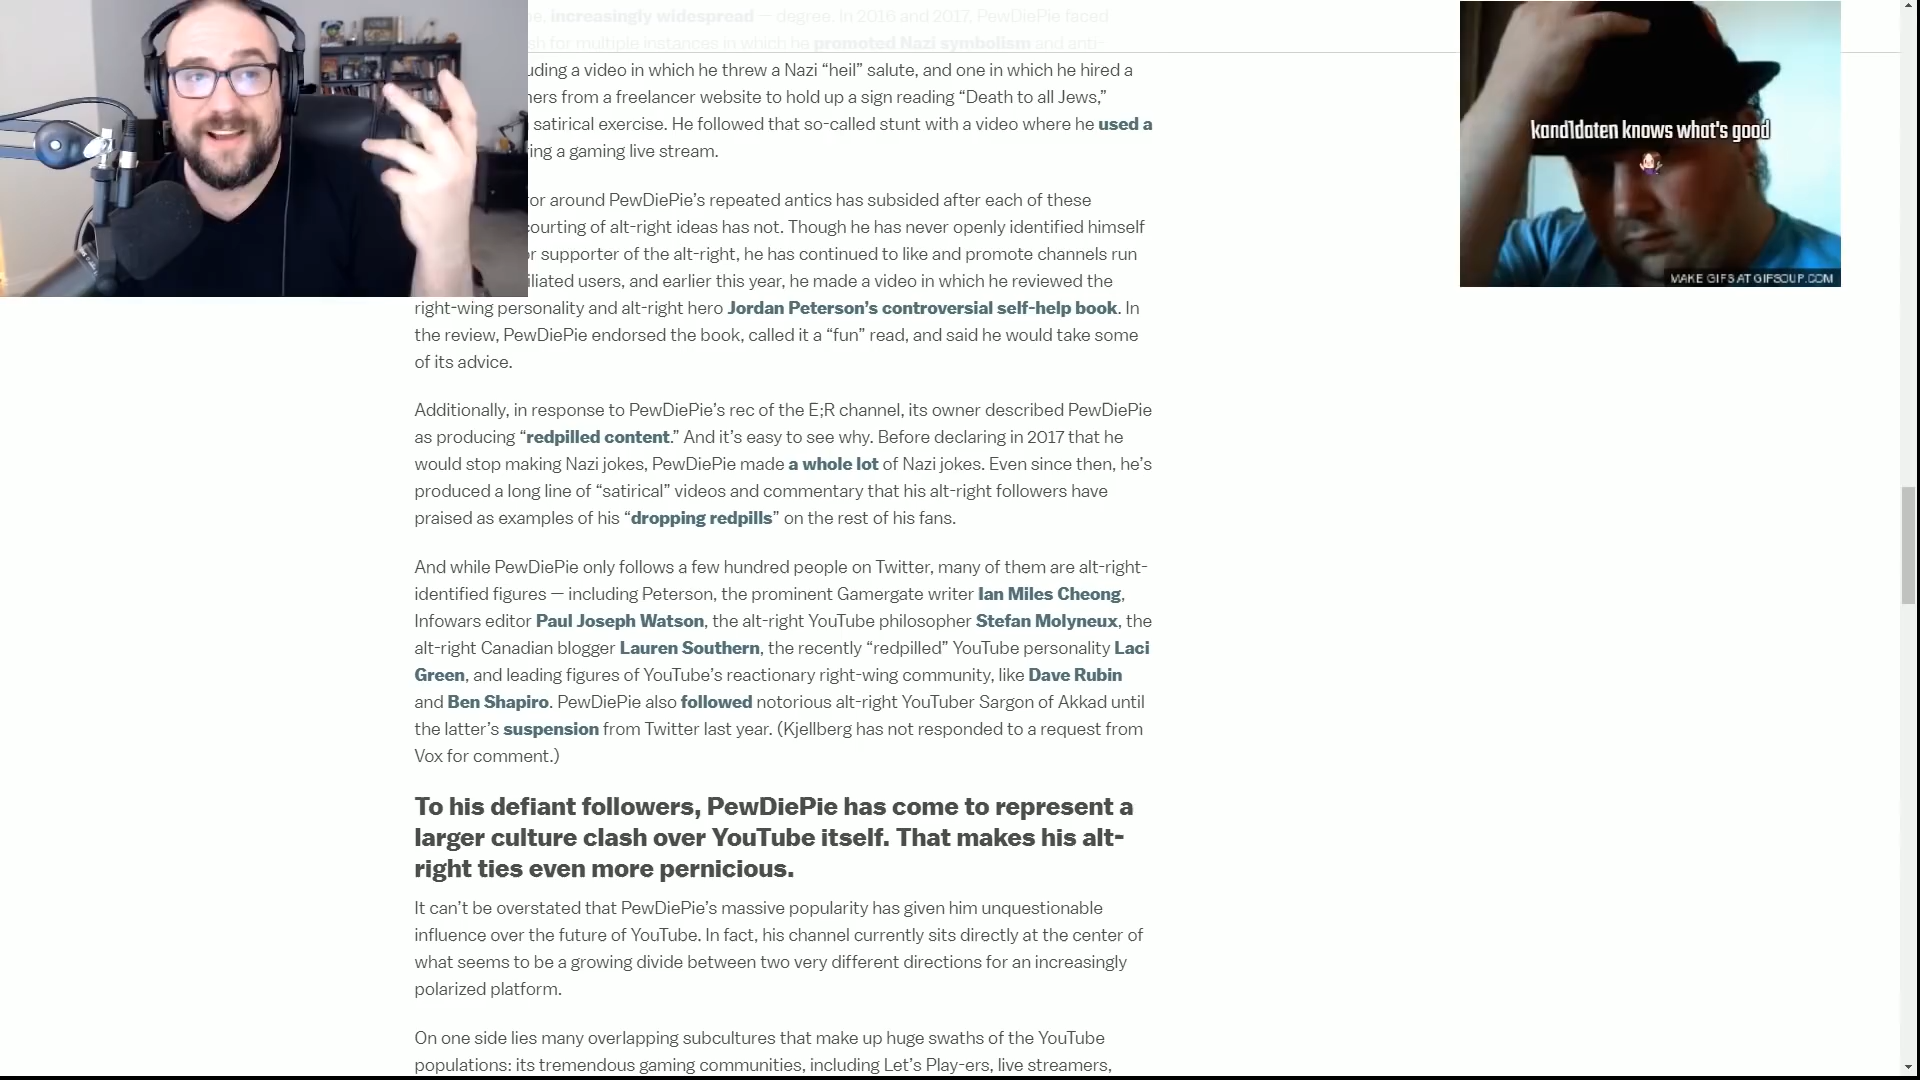 be, increasingly widespread — degree. In 2016 and 2017, PewDiePie faced
sh for multiple instances in which he promoted Nazi symbolism and anti-
uding a video in which he threw a Nazi “heil” salute, and one in which he hired a
ners from a freelancer website to hold up a sign reading “Death to all Jews,”
satirical exercise. He followed that so-called stunt with a video where he used a
ing a gaming live stream.
or around PewDiePie’s repeated antics has subsided after each of these
courting of alt-right ideas has not. Though he has never openly identified himself
r supporter of the alt-right, he has continued to like and promote channels run
iliated users, and earlier this year, he made a video in which he reviewed the
right-wing personality and alt-right hero Jordan Peterson’s controversial self-help book. In
the review, PewDiePie endorsed the book, called it a “fun” read, and said he would take some
of its advice.
Additionally, in response to PewDiePie’s rec of the E;R channel, its owner described PewDiePie
as producing “redpilled content.” And it’s easy to see why. Before declaring in 2017 that he
would stop making Nazi jokes, PewDiePie made a whole lot of Nazi jokes. Even since then, he’s
produced a long line of “satirical” videos and commentary that his alt-right followers have
praised as examples of his “dropping redpills” on the rest of his fans.
And while PewDiePie only follows a few hundred people on Twitter, many of them are alt-right-
identified figures — including Peterson, the prominent Gamergate writer Ian Miles Cheong,
Infowars editor Paul Joseph Watson, the alt-right YouTube philosopher Stefan Molyneux, the
alt-right Canadian blogger Lauren Southern, the recently “redpilled” YouTube personality Laci
Green, and leading figures of YouTube’s reactionary right-wing community, like Dave Rubin
and Ben Shapiro. PewDiePie also followed notorious alt-right YouTuber Sargon of Akkad until
the latter’s suspension from Twitter last year. (Kjellberg has not responded to a request from
Vox for comment.)
To his defiant followers, PewDiePie has come to represent a
larger culture clash over YouTube itself. That makes his alt-
right ties even more pernicious.
It can’t be overstated that PewDiePie’s massive popularity has given him unquestionable
influence over the future of YouTube. In fact, his channel currently sits directly at the center of
what seems to be a growing divide between two very different directions for an increasingly
polarized platform.
On one side lies many overlapping subcultures that make up huge swaths of the YouTube
populations: its tremendous gaming communities, including Let’s Play-ers, live streamers,
kand1daten knows what's good
MAKE GIFS AT GIFSOUP.COM